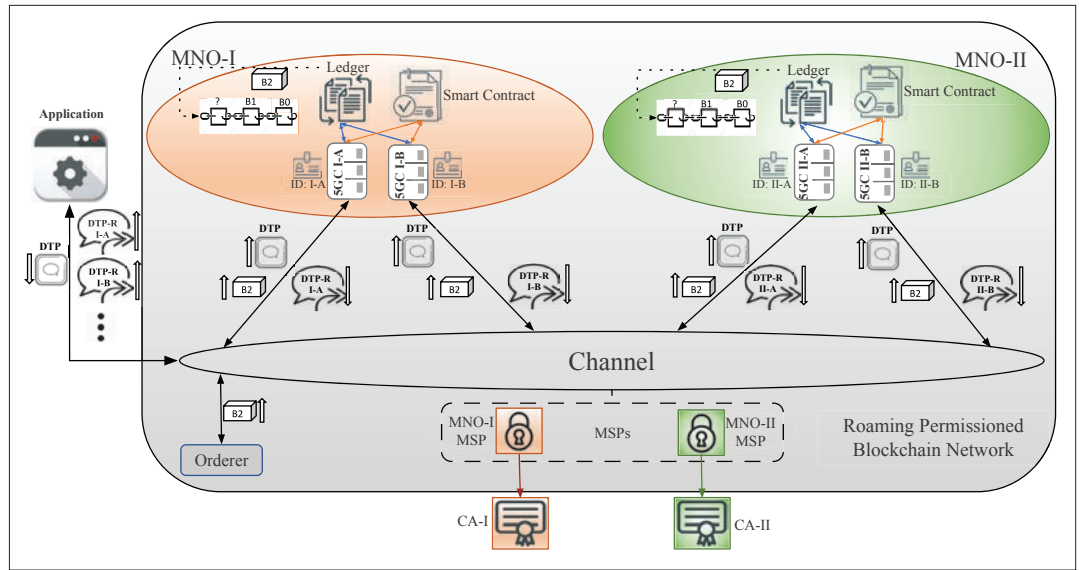 MNO-I
MNO-II
B2
Ledger
Smart Contract
? B1 B0
ID: I-A
5GC I-A
5GC I-B
ID: I-B
B2
Ledger
Smart Contract
? B1 B0
ID: II-A
5GC II-A
5GC II-B
ID: II-B
Application
DTP
DTP-R
I-A
DTP-R
I-B
DTP
B2
DTP-R
I-A
DTP
B2
DTP-R
I-B
DTP
B2
DTP-R
II-A
DTP
B2
DTP-R
II-B
Channel
B2
Orderer
MNO-I
MSP
MSPs
MNO-II
MSP
Roaming Permissioned
Blockchain Network
CA-I
CA-II